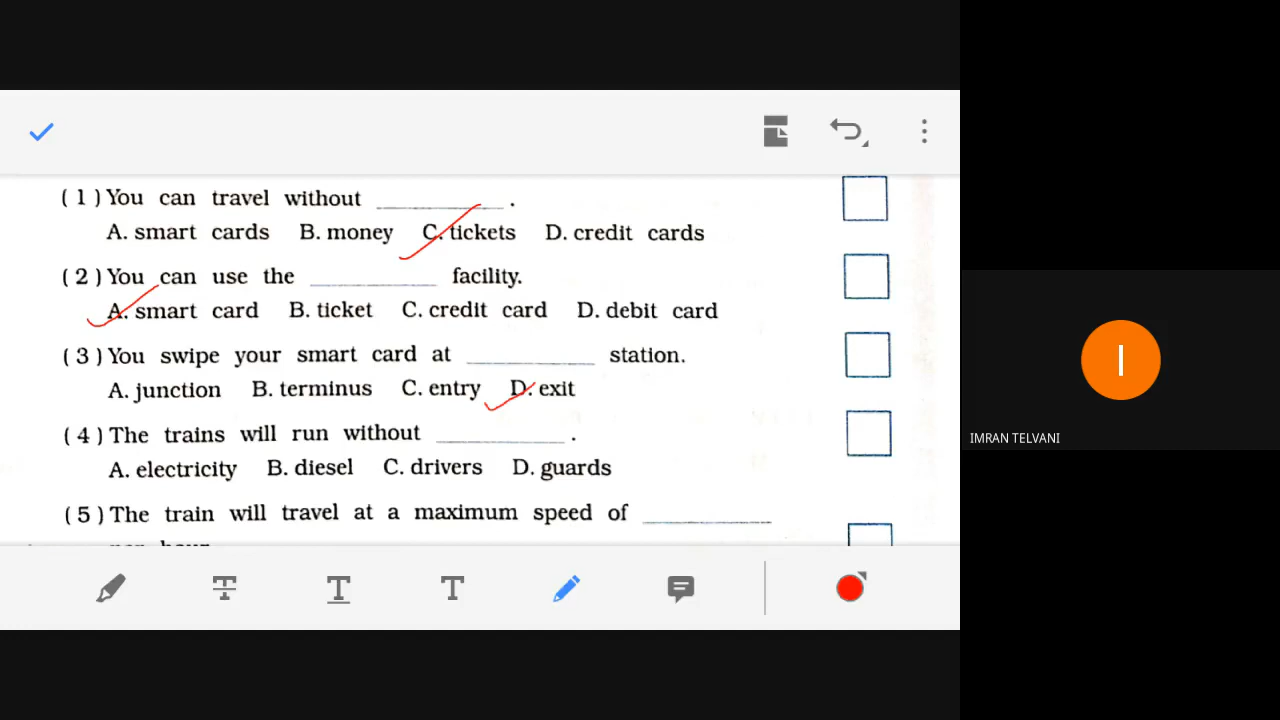 ( 1 ) You can travel without ____________ .
A. smart cards B. money C. tickets D. credit cards
( 2 ) You can use the ____________ facility.
A. smart card B. ticket C. credit card D. debit card
( 3 ) You swipe your smart card at ____________ station.
A. junction B. terminus C. entry D. exit
( 4 ) The trains will run without ____________ .
A. electricity B. diesel C. drivers D. guards
( 5 ) The train will travel at a maximum speed of ____________
T T T
I
IMRAN TELVANI